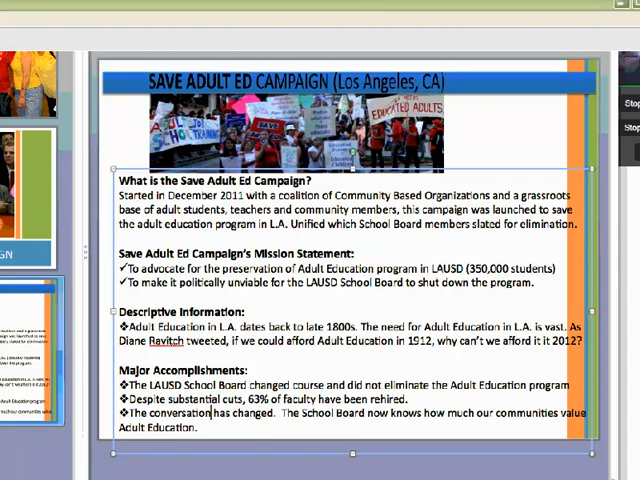 SAVE ADULT ED CAMPAIGN (Los Angeles, CA)
EDUCATED ADULTS
SCHOOL TRAINING
What is the Save Adult Ed Campaign?
Started in December 2011 with a coalition of Community Based Organizations and a grassroots
base of adult students, teachers and community members, this campaign was launched to save
the adult education program in L.A. Unified which School Board members slated for elimination.
Save Adult Ed Campaign's Mission Statement:
✓To advocate for the preservation of Adult Education program in LAUSD (350,000 students)
✓To make it politically unviable for the LAUSD School Board to shut down the program.
GN
Descriptive Information:
❖Adult Education in L.A. dates back to late 1800s. The need for Adult Education in L.A. is vast. As
Diane Ravitch tweeted, if we could afford Adult Education in 1912, why can't we afford it it 2012?
Major Accomplishments:
❖The LAUSD School Board changed course and did not eliminate the Adult Education program
❖Despite substantial cuts, 63% of faculty have been rehired.
❖The conversation has changed. The School Board now knows how much our communities value
Adult Education.
Stop
Stop